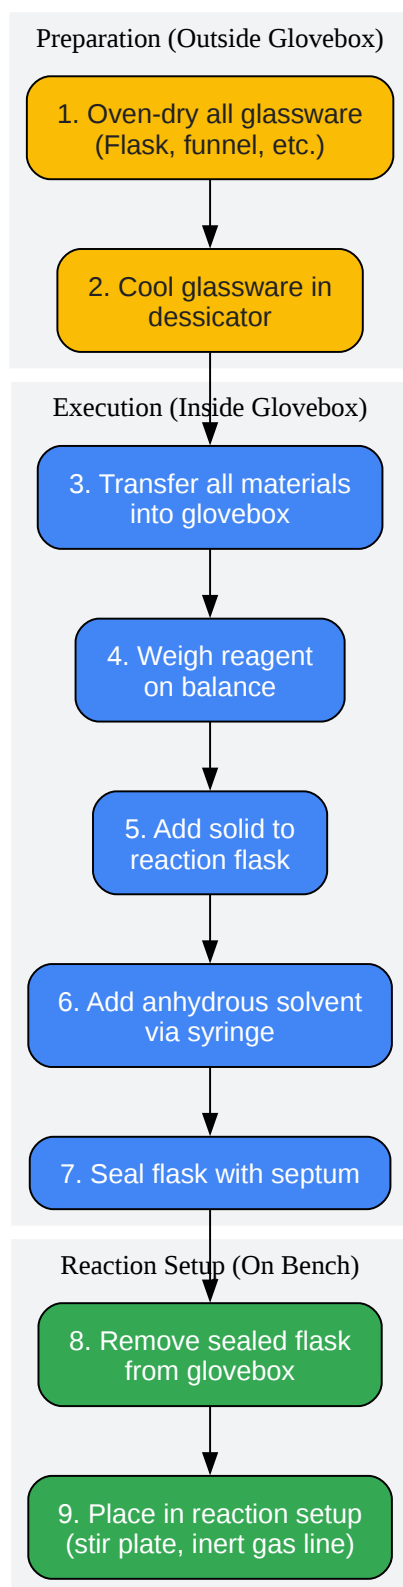 Preparation (Outside Glovebox)
1. Oven-dry all glassware
(Flask, funnel, etc.)
2. Cool glassware in
dessicator
Execution (Inside Glovebox)
3. Transfer all materials
into glovebox
4. Weigh reagent
on balance
5. Add solid to
reaction flask
6. Add anhydrous solvent
via syringe
7. Seal flask with septum
Reaction Setup (On Bench)
8. Remove sealed flask
from glovebox
9. Place in reaction setup
(stir plate, inert gas line)